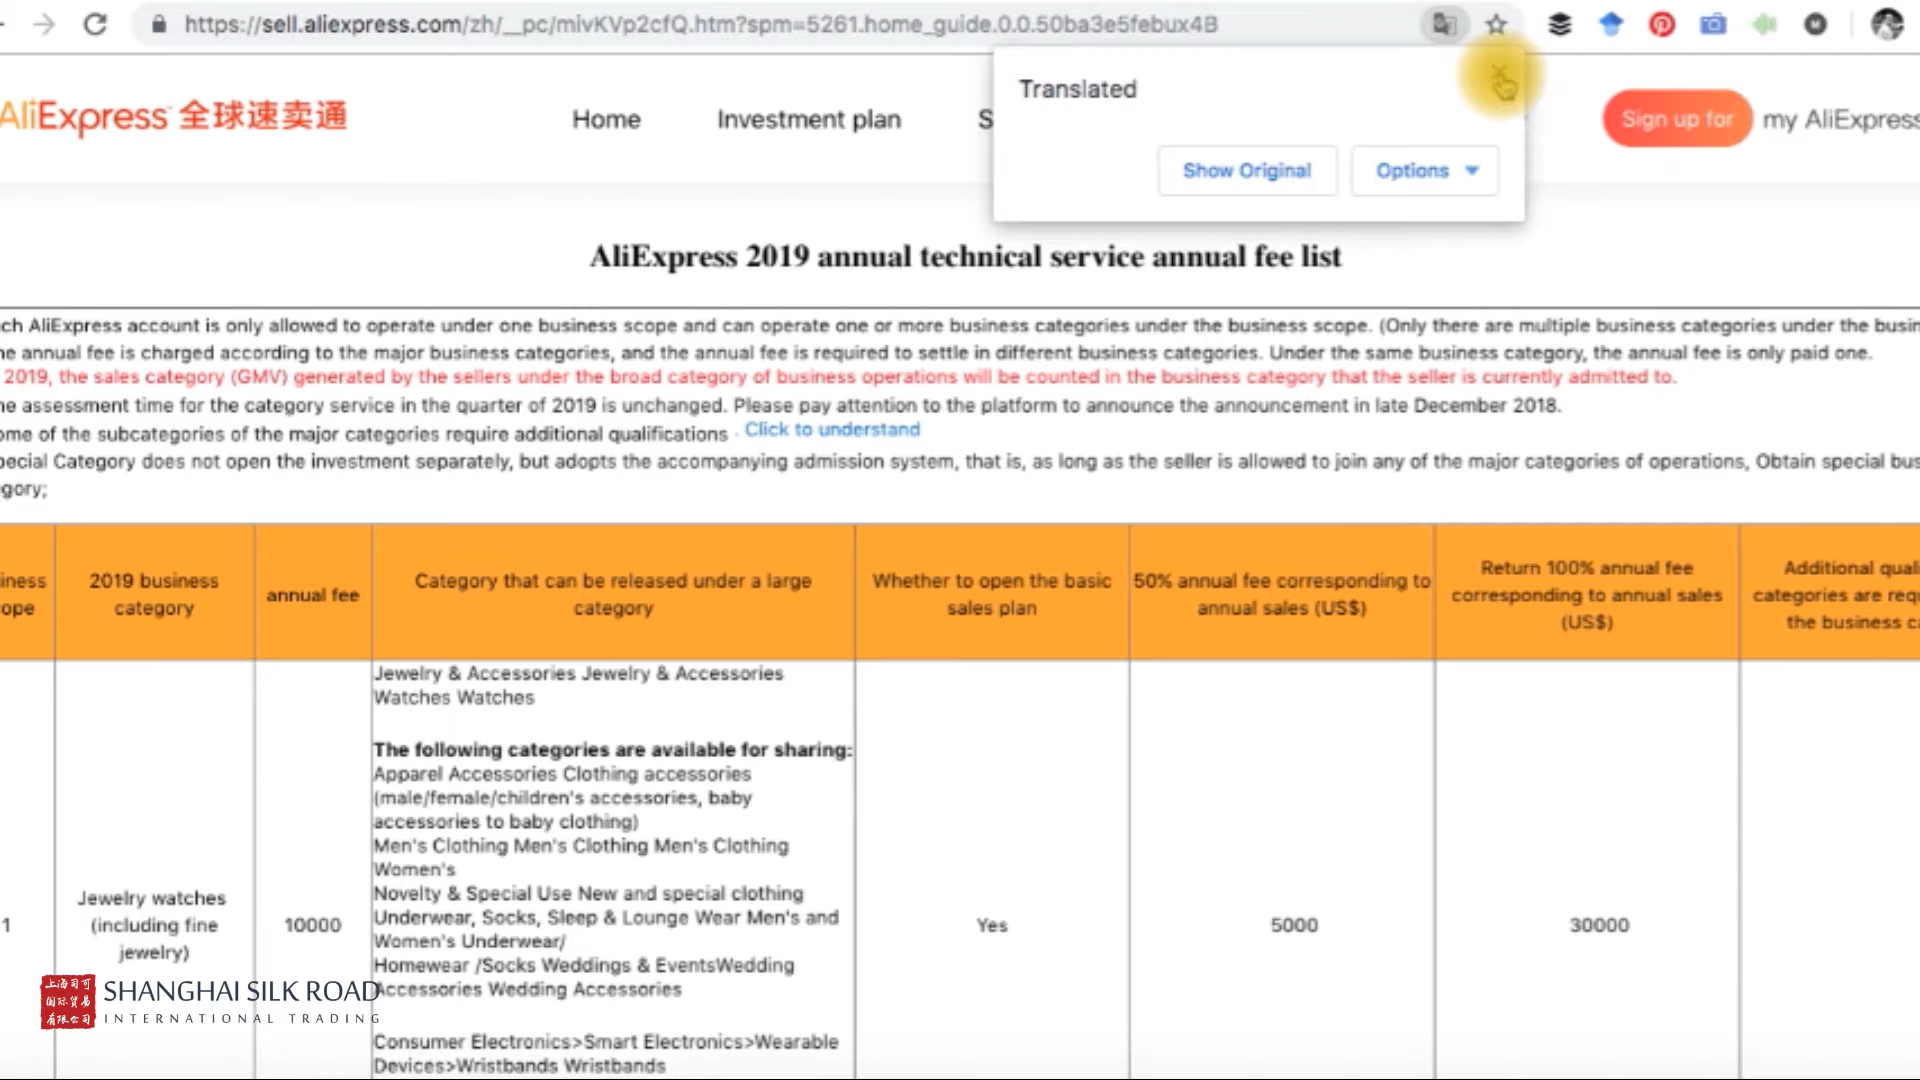 https://sell.aliexpress.com/zh/__pc/mivKVp2cfQ.htm?spm=5261.home_guide.0.0.50ba3e5febux4B
Translated
Show Original
Options
AliExpress 全球速卖通
Home
Investment plan
S
Sign up for
my AliExpress
AliExpress 2019 annual technical service annual fee list
ch AliExpress account is only allowed to operate under one business scope and can operate one or more business categories under the business scope. (Only there are multiple business categories under the busin
he annual fee is charged according to the major business categories, and the annual fee is required to settle in different business categories. Under the same business category, the annual fee is only paid one.
2019, the sales category (GMV) generated by the sellers under the broad category of business operations will be counted in the business category that the seller is currently admitted to.
he assessment time for the category service in the quarter of 2019 is unchanged. Please pay attention to the platform to announce the announcement in late December 2018.
ome of the subcategories of the major categories require additional qualifications . Click to understand
pecial Category does not open the investment separately, but adopts the accompanying admission system, that is, as long as the seller is allowed to join any of the major categories of operations, Obtain special bus
gory;
iness
ope
2019 business
category
annual fee
Category that can be released under a large
category
Whether to open the basic
sales plan
50% annual fee corresponding to
annual sales (US$)
Return 100% annual fee
corresponding to annual sales
(US$)
Additional quali
categories are req
the business c
1
Jewelry watches
(including fine
jewelry)
10000
Jewelry & Accessories Jewelry & Accessories
Watches Watches
The following categories are available for sharing:
Apparel Accessories Clothing accessories
(male/female/children's accessories, baby
accessories to baby clothing)
Men's Clothing Men's Clothing Men's Clothing
Women's
Novelty & Special Use New and special clothing
Underwear, Socks, Sleep & Lounge Wear Men's and
Women's Underwear/
Homewear /Socks Weddings & EventsWedding
Accessories Wedding Accessories
Consumer Electronics>Smart Electronics>Wearable
Devices>Wristbands Wristbands
Yes
5000
30000
上海司可
国际贸易
有限公司
SHANGHAI SILK ROAD
INTERNATIONAL TRADING